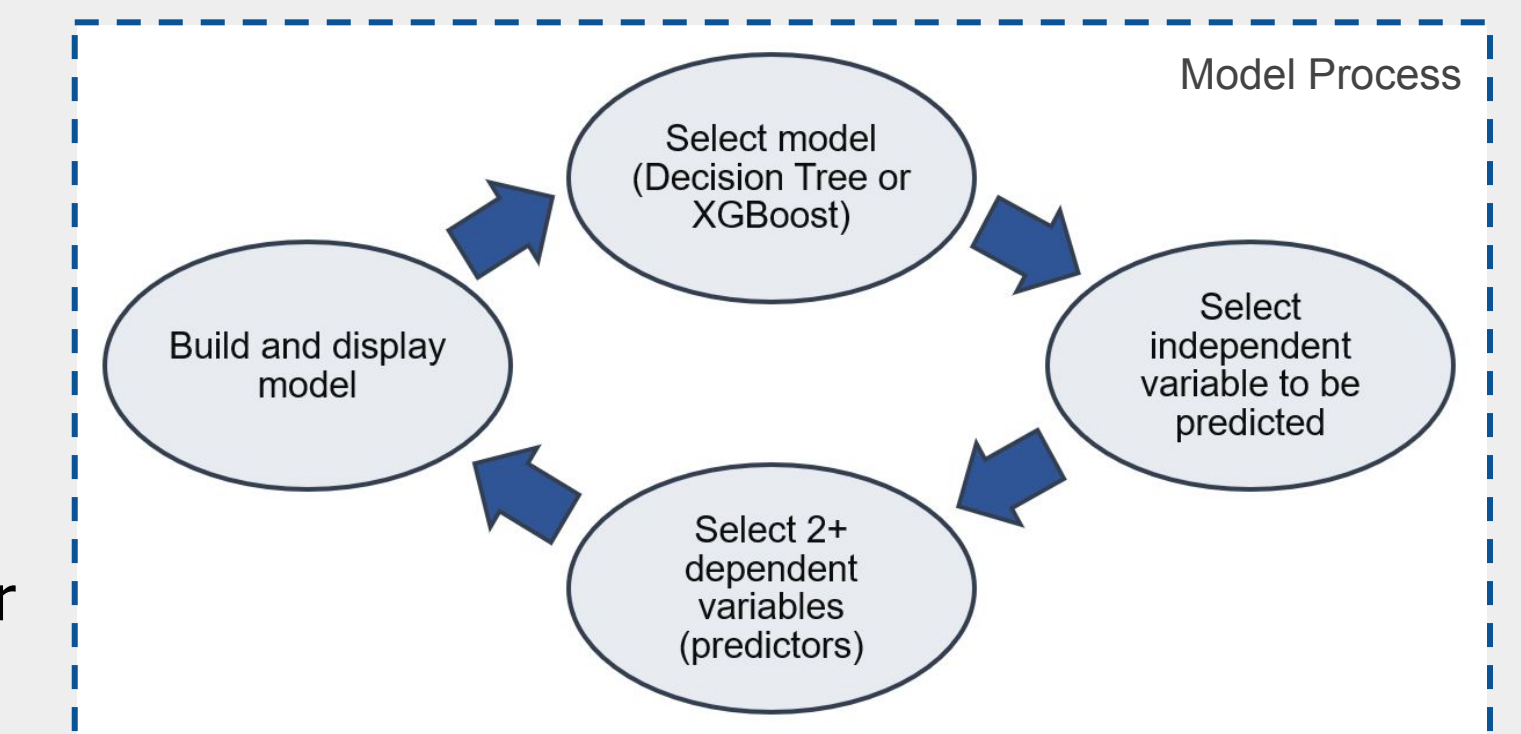 Model Process
Select model
(Decision Tree or
XGBoost)
Select
independent
variable to be
predicted
Select 2+
dependent
variables
(predictors)
Build and display
model
r